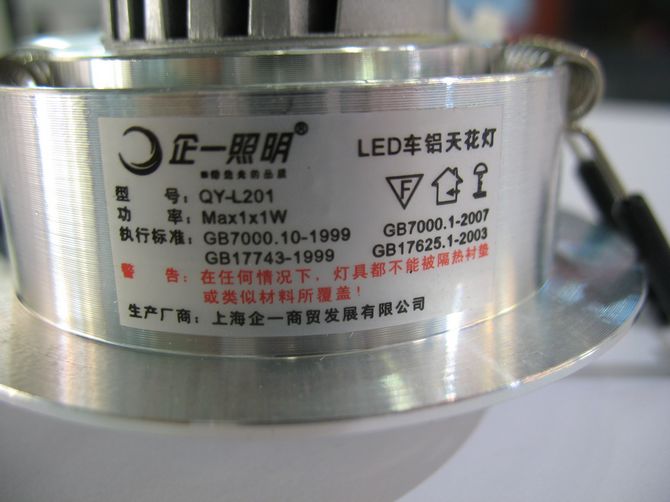 企一照明®
LED车铝天花灯
型 号：QY-L201
功 率：Max1x1W
F
执行标准：GB7000.10-1999 GB7000.1-2007
GB17743-1999 GB17625.1-2003
警 告：在任何情况下，灯具都不能被隔热衬垫
或类似材料所覆盖！
生产厂商：上海企一商贸发展有限公司